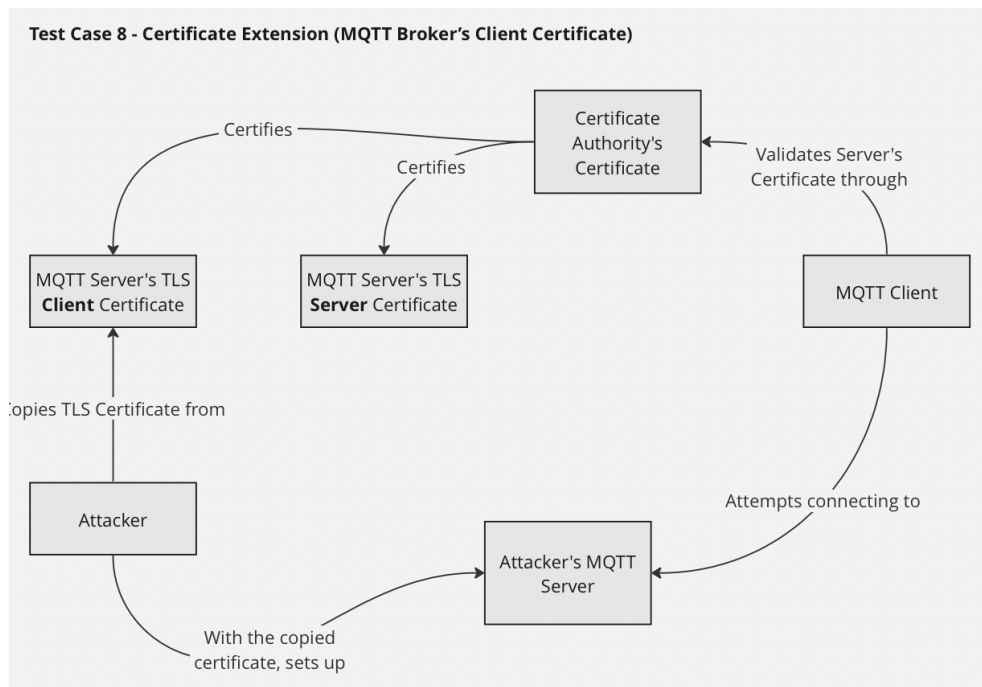 Test Case 8 - Certificate Extension (MQTT Broker’s Client Certificate)
Certificate
Authority's
Certificate
Certifies
Certifies
Validates Server's
Certificate through
MQTT Server's TLS
Client Certificate
MQTT Server's TLS
Server Certificate
MQTT Client
Copies TLS Certificate from
Attempts connecting to
Attacker
Attacker's MQTT
Server
With the copied
certificate, sets up